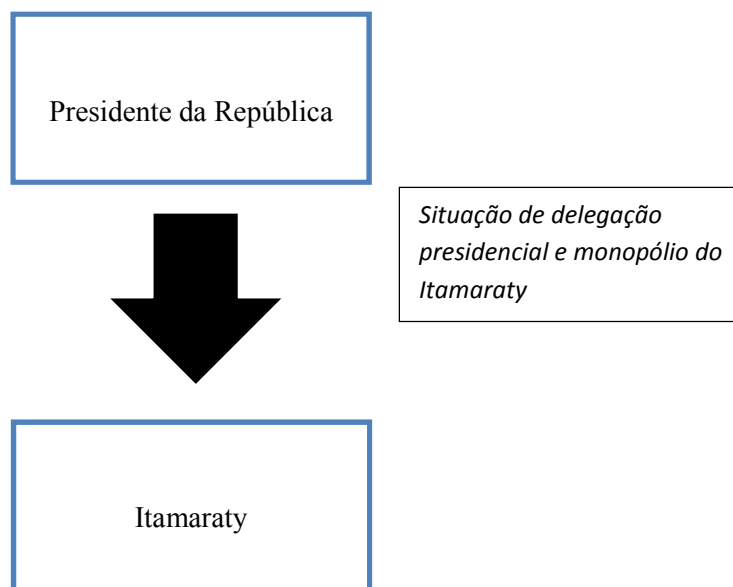 Presidente da República
Situação de delegação
presidencial e monopólio do
Itamaraty
Itamaraty